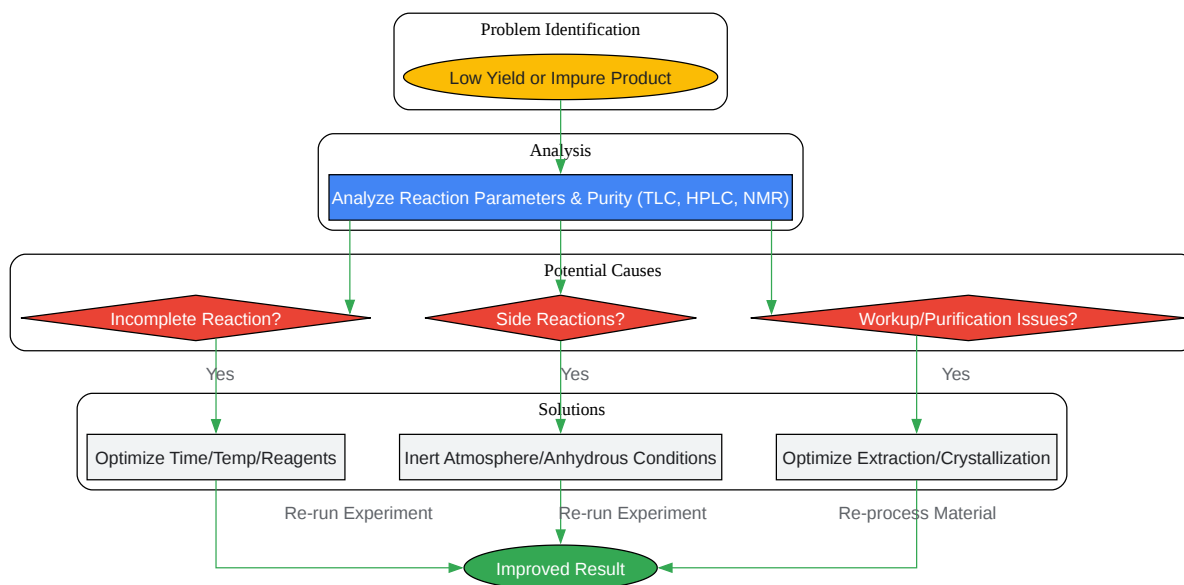 Problem Identification
Low Yield or Impure Product
Analysis
Analyze Reaction Parameters & Purity (TLC, HPLC, NMR)
Potential Causes
Incomplete Reaction?
Side Reactions?
Workup/Purification Issues?
Yes
Yes
Yes
Solutions
Optimize Time/Temp/Reagents
Inert Atmosphere/Anhydrous Conditions
Optimize Extraction/Crystallization
Re-run Experiment
Re-run Experiment
Re-process Material
Improved Result